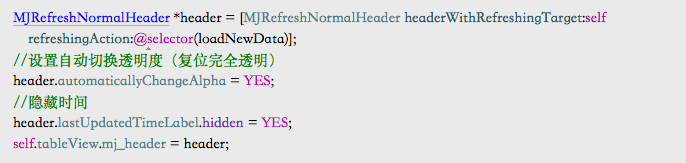 MJRefreshNormalHeader *header = [MJRefreshNormalHeader headerWithRefreshingTarget:self
refreshingAction:@selector(loadNewData)];
//设置自动切换透明度（复位完全透明）
header.automaticallyChangeAlpha = YES;
//隐藏时间
header.lastUpdatedTimeLabel.hidden = YES;
self.tableView.mj_header = header;